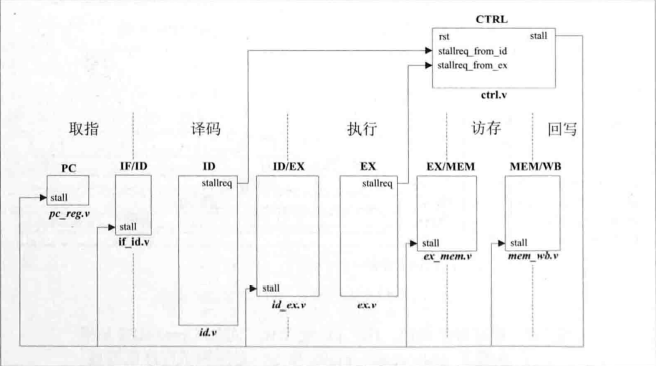 CTRL
rst stall
stallreq_from_id
stallreq_from_ex
ctrl.v
取指 译码 执行 访存 回写
PC IF/ID ID ID/EX EX EX/MEM MEM/WB
stallreq stallreq
stall
pc_reg.v
stall
if_id.v
stall stall
ex_mem.v mem_wb.v
stall
id_ex.v ex.v
id.v